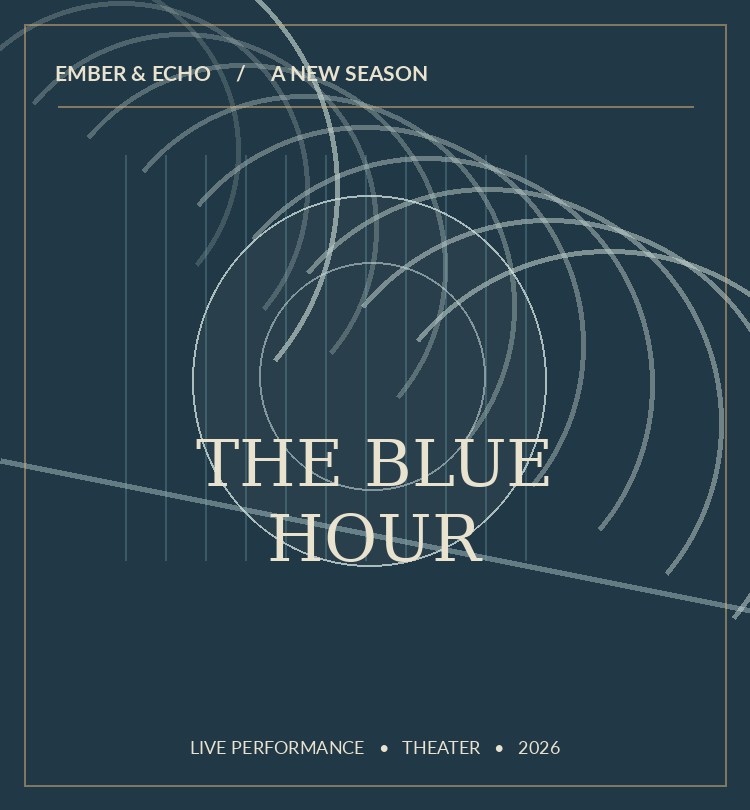 EMBER & ECHO / A NEW SEASON
THE BLUE
HOUR
LIVE PERFORMANCE • THEATER • 2026